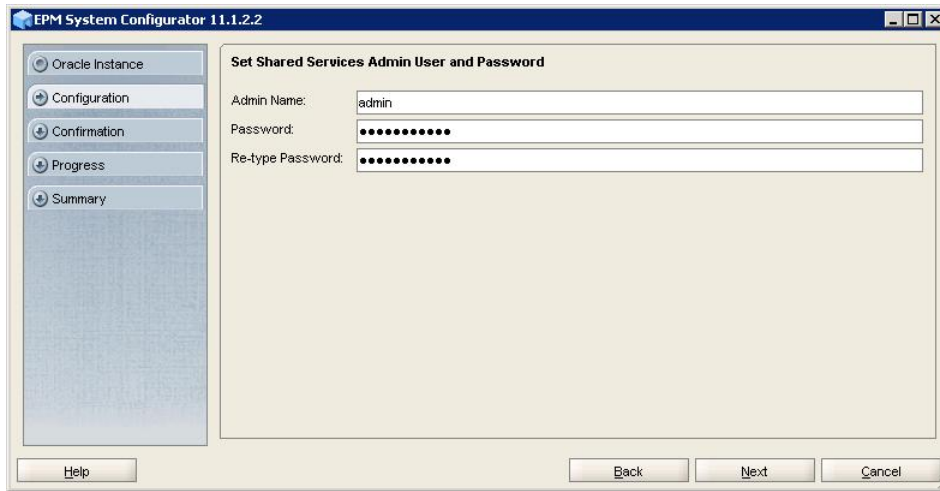 EPM System Configurator 11.1.2.2
Oracle Instance
Configuration
Confirmation
Progress
Summary
Set Shared Services Admin User and Password
Admin Name: admin
Password: ●●●●●●●●●●●
Re-type Password: ●●●●●●●●●●●
Help Back Next Cancel